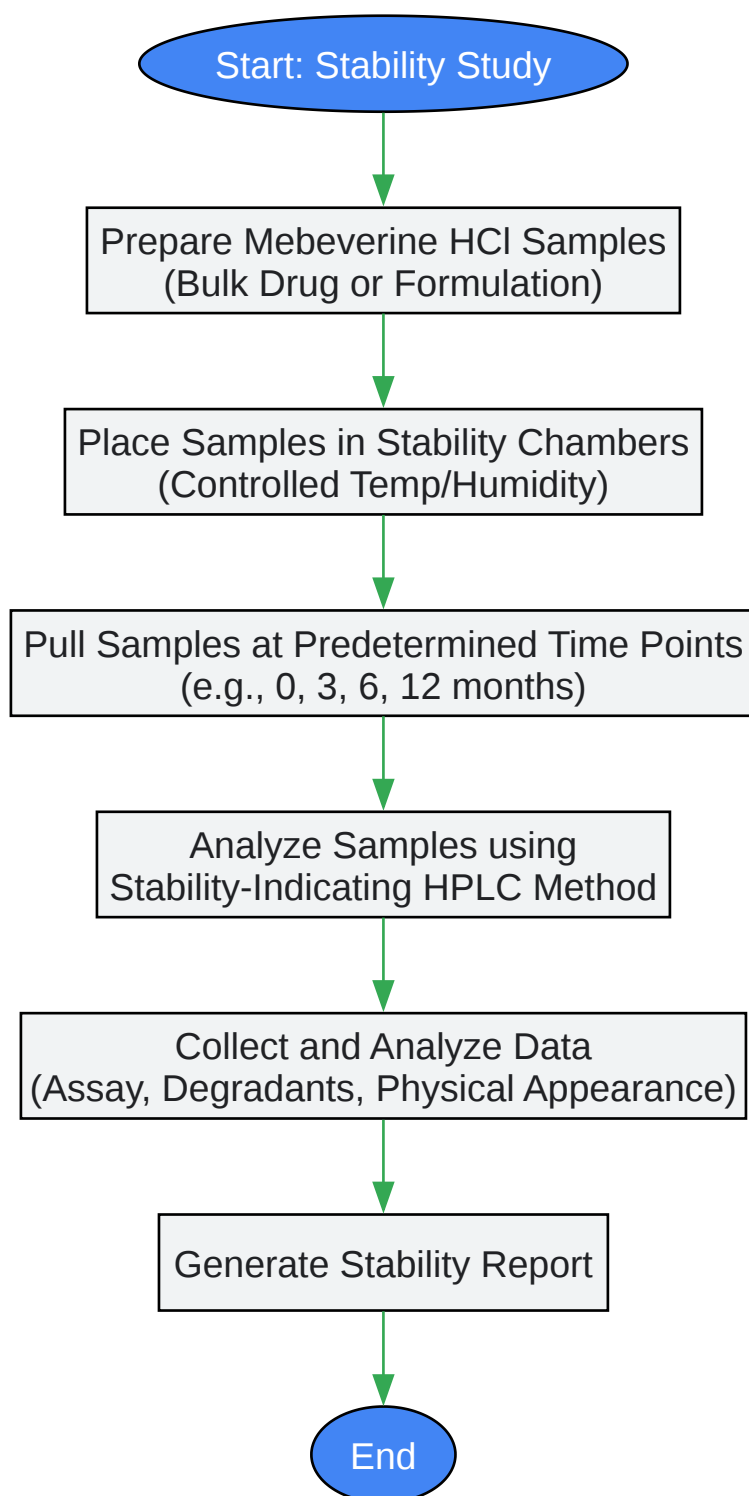 Start: Stability Study
Prepare Mebeverine HCl Samples
(Bulk Drug or Formulation)
Place Samples in Stability Chambers
(Controlled Temp/Humidity)
Pull Samples at Predetermined Time Points
(e.g., 0, 3, 6, 12 months)
Analyze Samples using
Stability-Indicating HPLC Method
Collect and Analyze Data
(Assay, Degradants, Physical Appearance)
Generate Stability Report
End